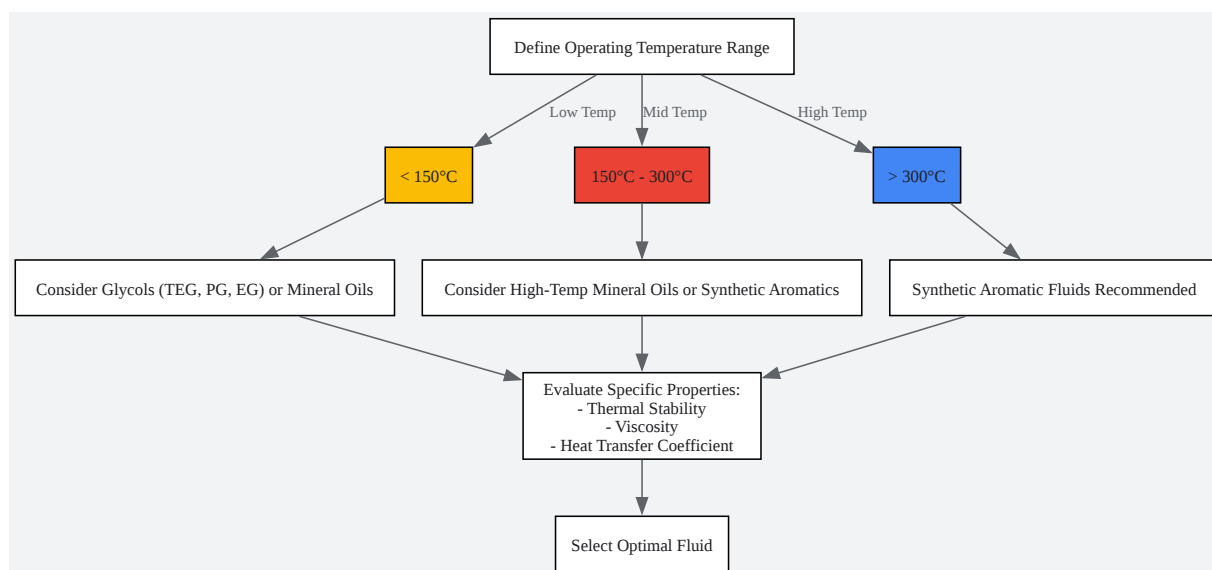 Define Operating Temperature Range
Low Temp
Mid Temp
High Temp
< 150°C
150°C - 300°C
> 300°C
Consider Glycols (TEG, PG, EG) or Mineral Oils
Consider High-Temp Mineral Oils or Synthetic Aromatics
Synthetic Aromatic Fluids Recommended
Evaluate Specific Properties:
- Thermal Stability
- Viscosity
- Heat Transfer Coefficient
Select Optimal Fluid